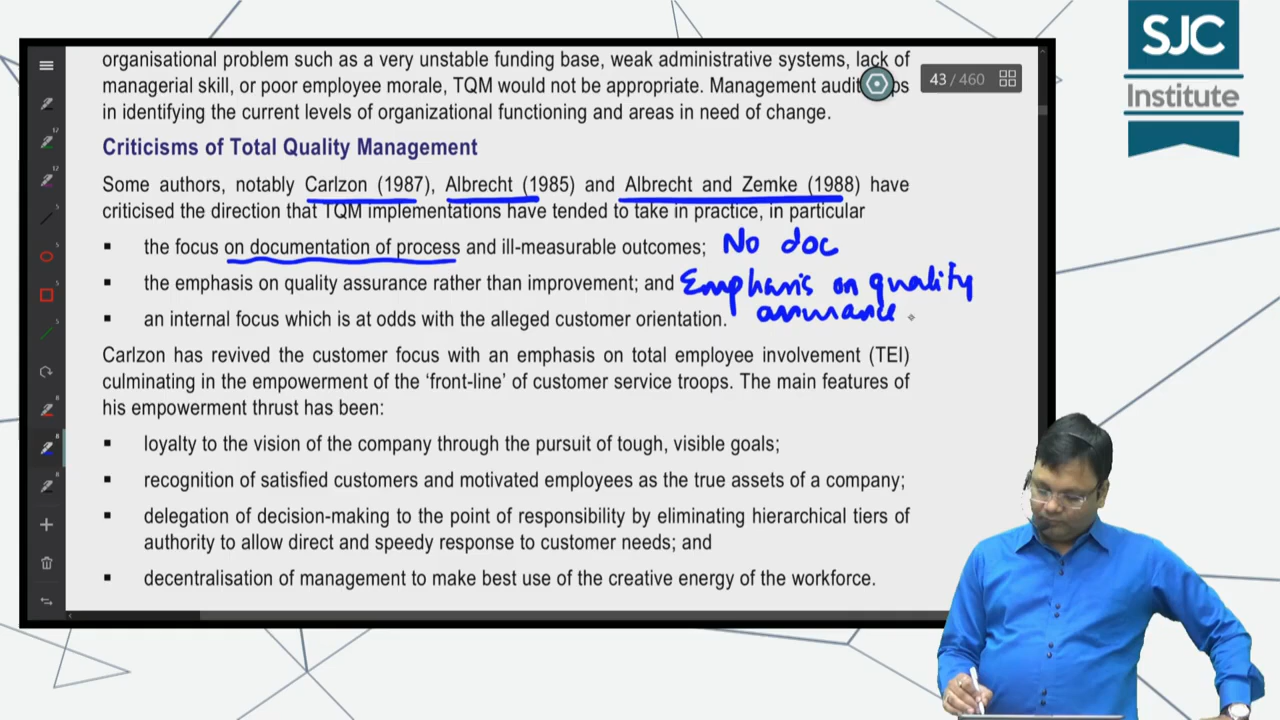 organisational problem such as a very unstable funding base, weak administrative systems, lack of
managerial skill, or poor employee morale, TQM would not be appropriate. Management audit
in identifying the current levels of organizational functioning and areas in need of change.
43 / 460
SJC
Institute
Criticisms of Total Quality Management
Some authors, notably Carlzon (1987), Albrecht (1985) and Albrecht and Zemke (1988) have
criticised the direction that TQM implementations have tended to take in practice, in particular
▪ the focus on documentation of process and ill-measurable outcomes; No doc
▪ the emphasis on quality assurance rather than improvement; and Emphasis on quality
▪ an internal focus which is at odds with the alleged customer orientation. assurance
Carlzon has revived the customer focus with an emphasis on total employee involvement (TEI)
culminating in the empowerment of the ‘front-line’ of customer service troops. The main features of
his empowerment thrust has been:
▪ loyalty to the vision of the company through the pursuit of tough, visible goals;
▪ recognition of satisfied customers and motivated employees as the true assets of a company;
▪ delegation of decision-making to the point of responsibility by eliminating hierarchical tiers of
authority to allow direct and speedy response to customer needs; and
▪ decentralisation of management to make best use of the creative energy of the workforce.